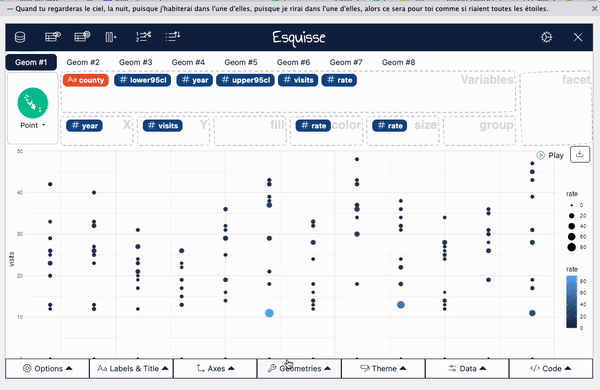 — Quand tu regarderas le ciel, la nuit, puisque j'habiterai dans l'une d'elles, puisque je rirai dans l'une d'elles, alors ce sera pour toi comme si riaient toutes les étoiles.
Esquisse
Geom #1 Geom #2 Geom #3 Geom #4 Geom #5 Geom #6 Geom #7 Geom #8
Point
Aa county # lower95cl # year # upper95cl # visits # rate Variables facet
# year X # visits Y fill # rate color # rate size group
Play
50
40
30
20
10
0
visits
rate
0
20
40
60
80
rate
80
60
40
20
0
Options Aa Labels & Title Axes Geometries Theme Data </> Code